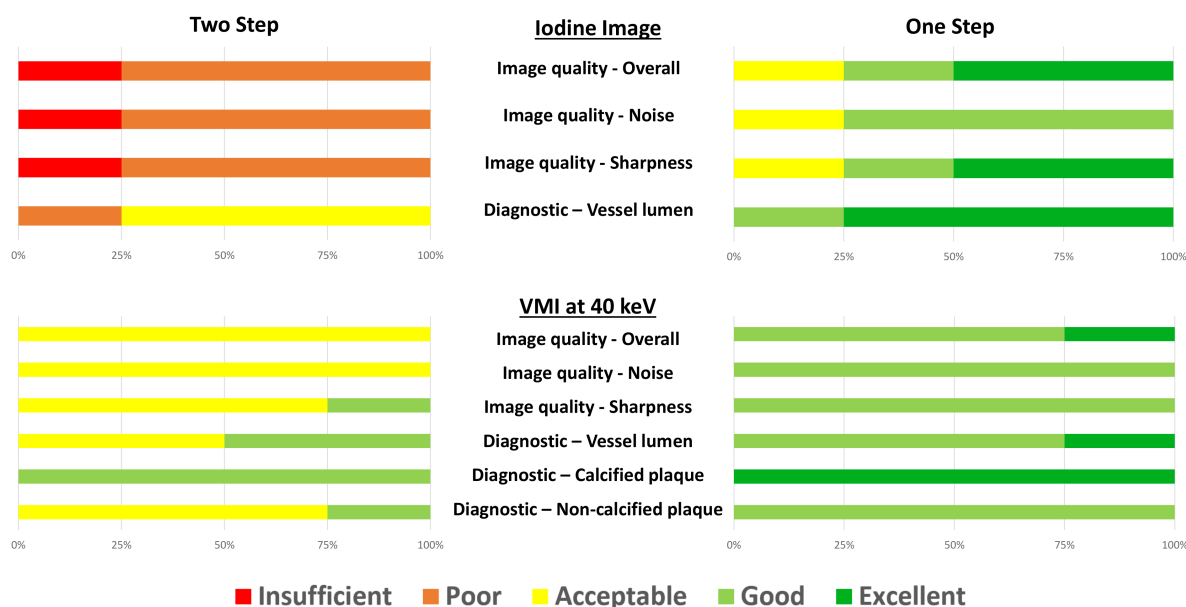 Two Step
Iodine Image
One Step
Image quality - Overall
Image quality - Noise
Image quality - Sharpness
Diagnostic – Vessel lumen
0% 25% 50% 75% 100%
0% 25% 50% 75% 100%
VMI at 40 keV
Image quality - Overall
Image quality - Noise
Image quality - Sharpness
Diagnostic – Vessel lumen
Diagnostic – Calcified plaque
Diagnostic – Non-calcified plaque
0% 25% 50% 75% 100%
0% 25% 50% 75% 100%
Insufficient Poor Acceptable Good Excellent